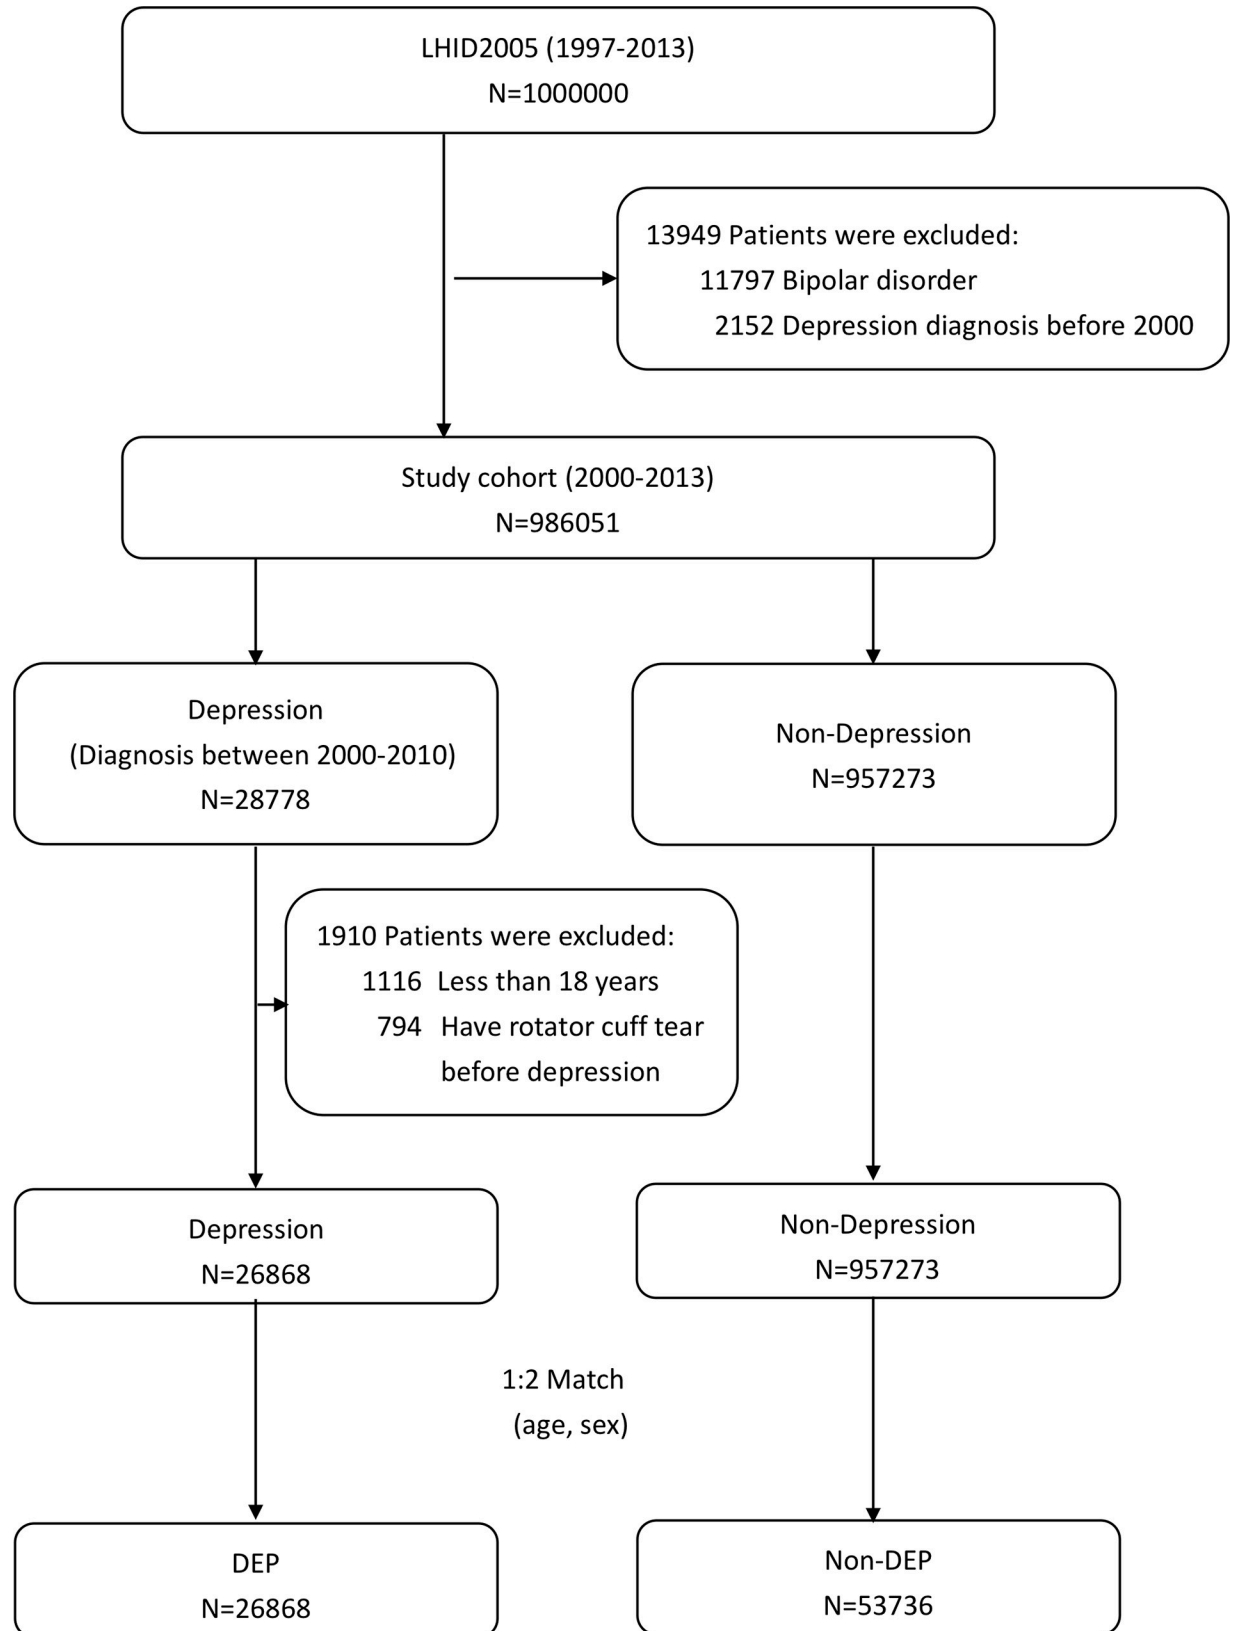 LHID2005 (1997-2013)
N=1000000
13949 Patients were excluded:
11797 Bipolar disorder
2152 Depression diagnosis before 2000
Study cohort (2000-2013)
N=986051
Depression
(Diagnosis between 2000-2010)
N=28778
Non-Depression
N=957273
1910 Patients were excluded:
1116 Less than 18 years
794 Have rotator cuff tear
before depression
Depression
N=26868
Non-Depression
N=957273
1:2 Match
(age, sex)
DEP
N=26868
Non-DEP
N=53736